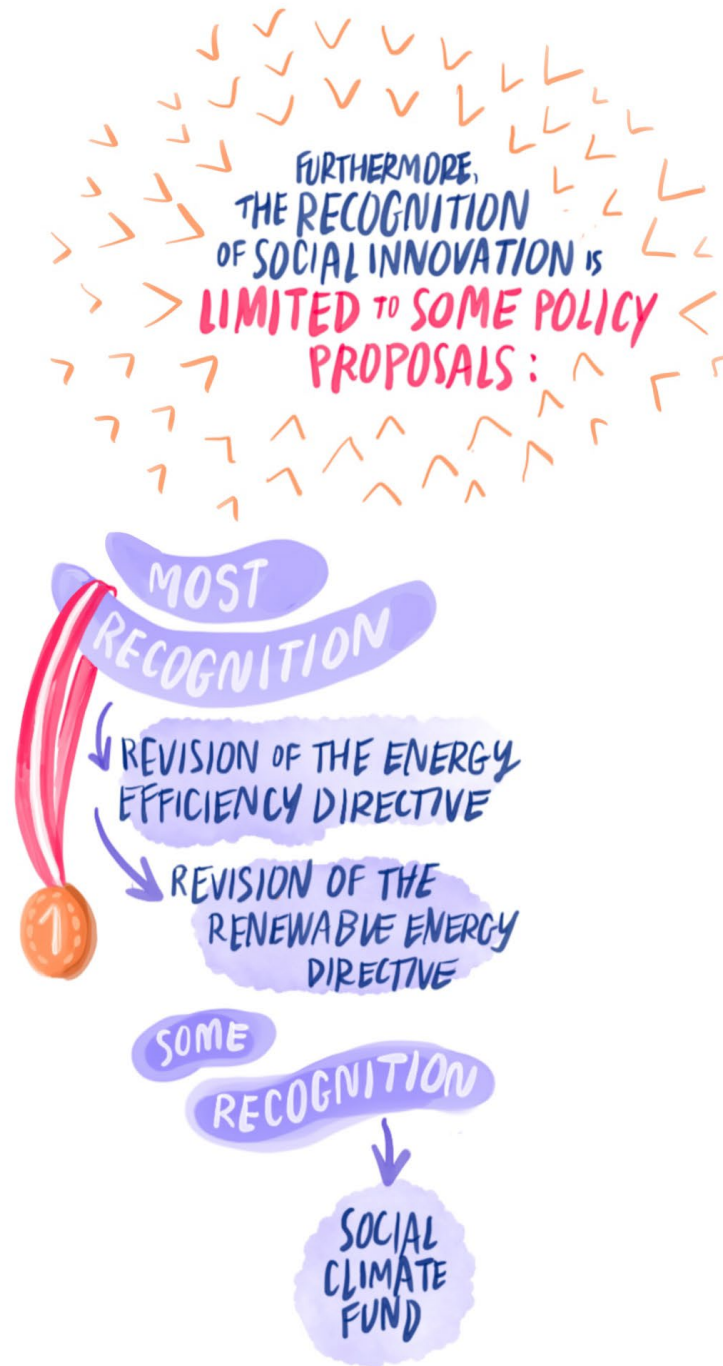 FURTHERMORE,
THE RECOGNITION
OF SOCIAL INNOVATION IS
LIMITED TO SOME POLICY
PROPOSALS:
MOST
RECOGNITION
REVISION OF THE ENERGY
EFFICIENCY DIRECTIVE
REVISION OF THE
RENEWABLE ENERGY
DIRECTIVE
1
SOME
RECOGNITION
SOCIAL
CLIMATE
FUND